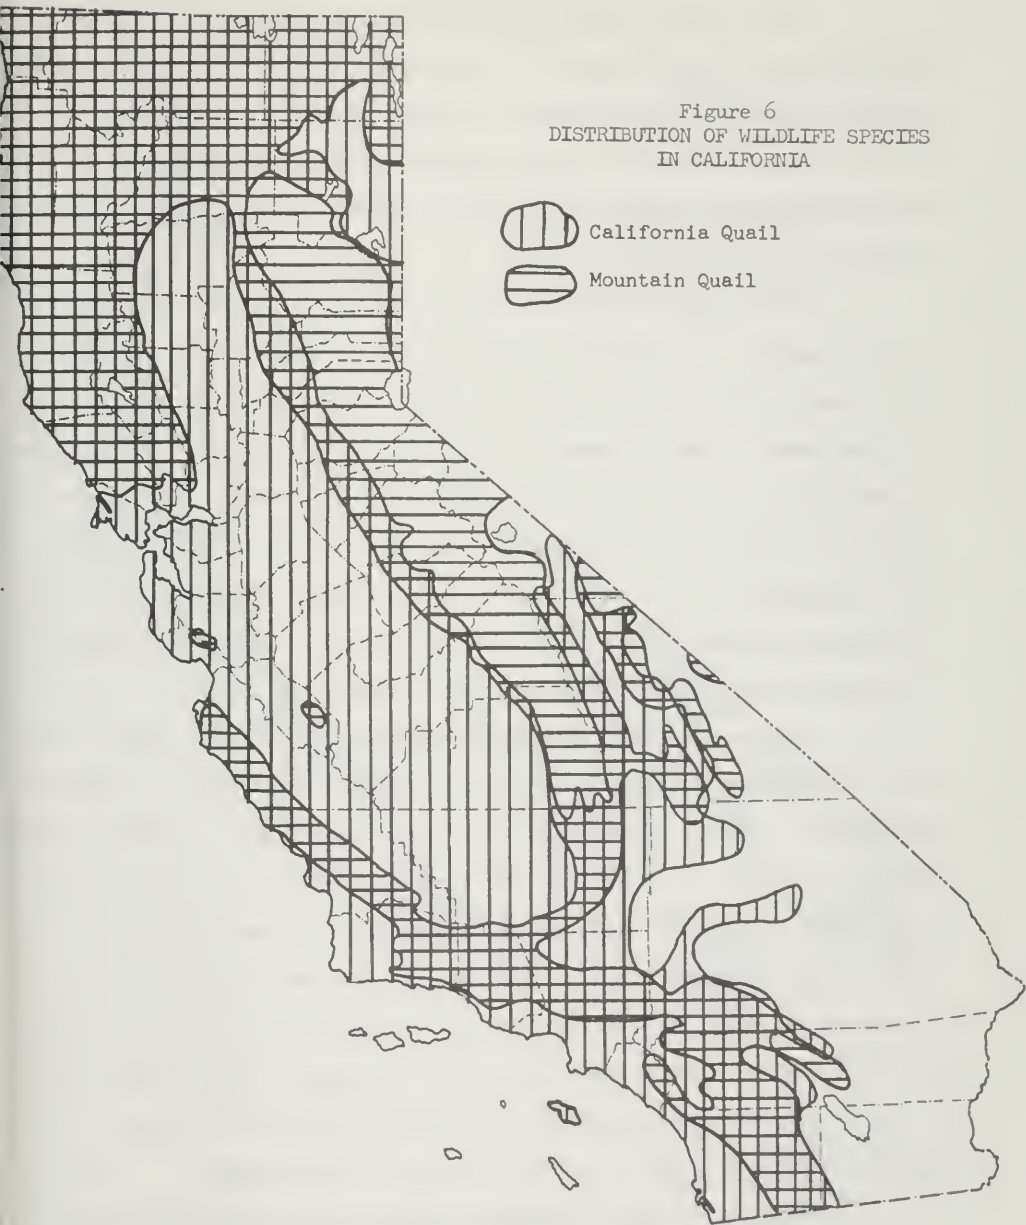 Figure 6
DISTRIBUTION OF WILDLIFE SPECIES
IN CALIFORNIA
California Quail
Mountain Quail